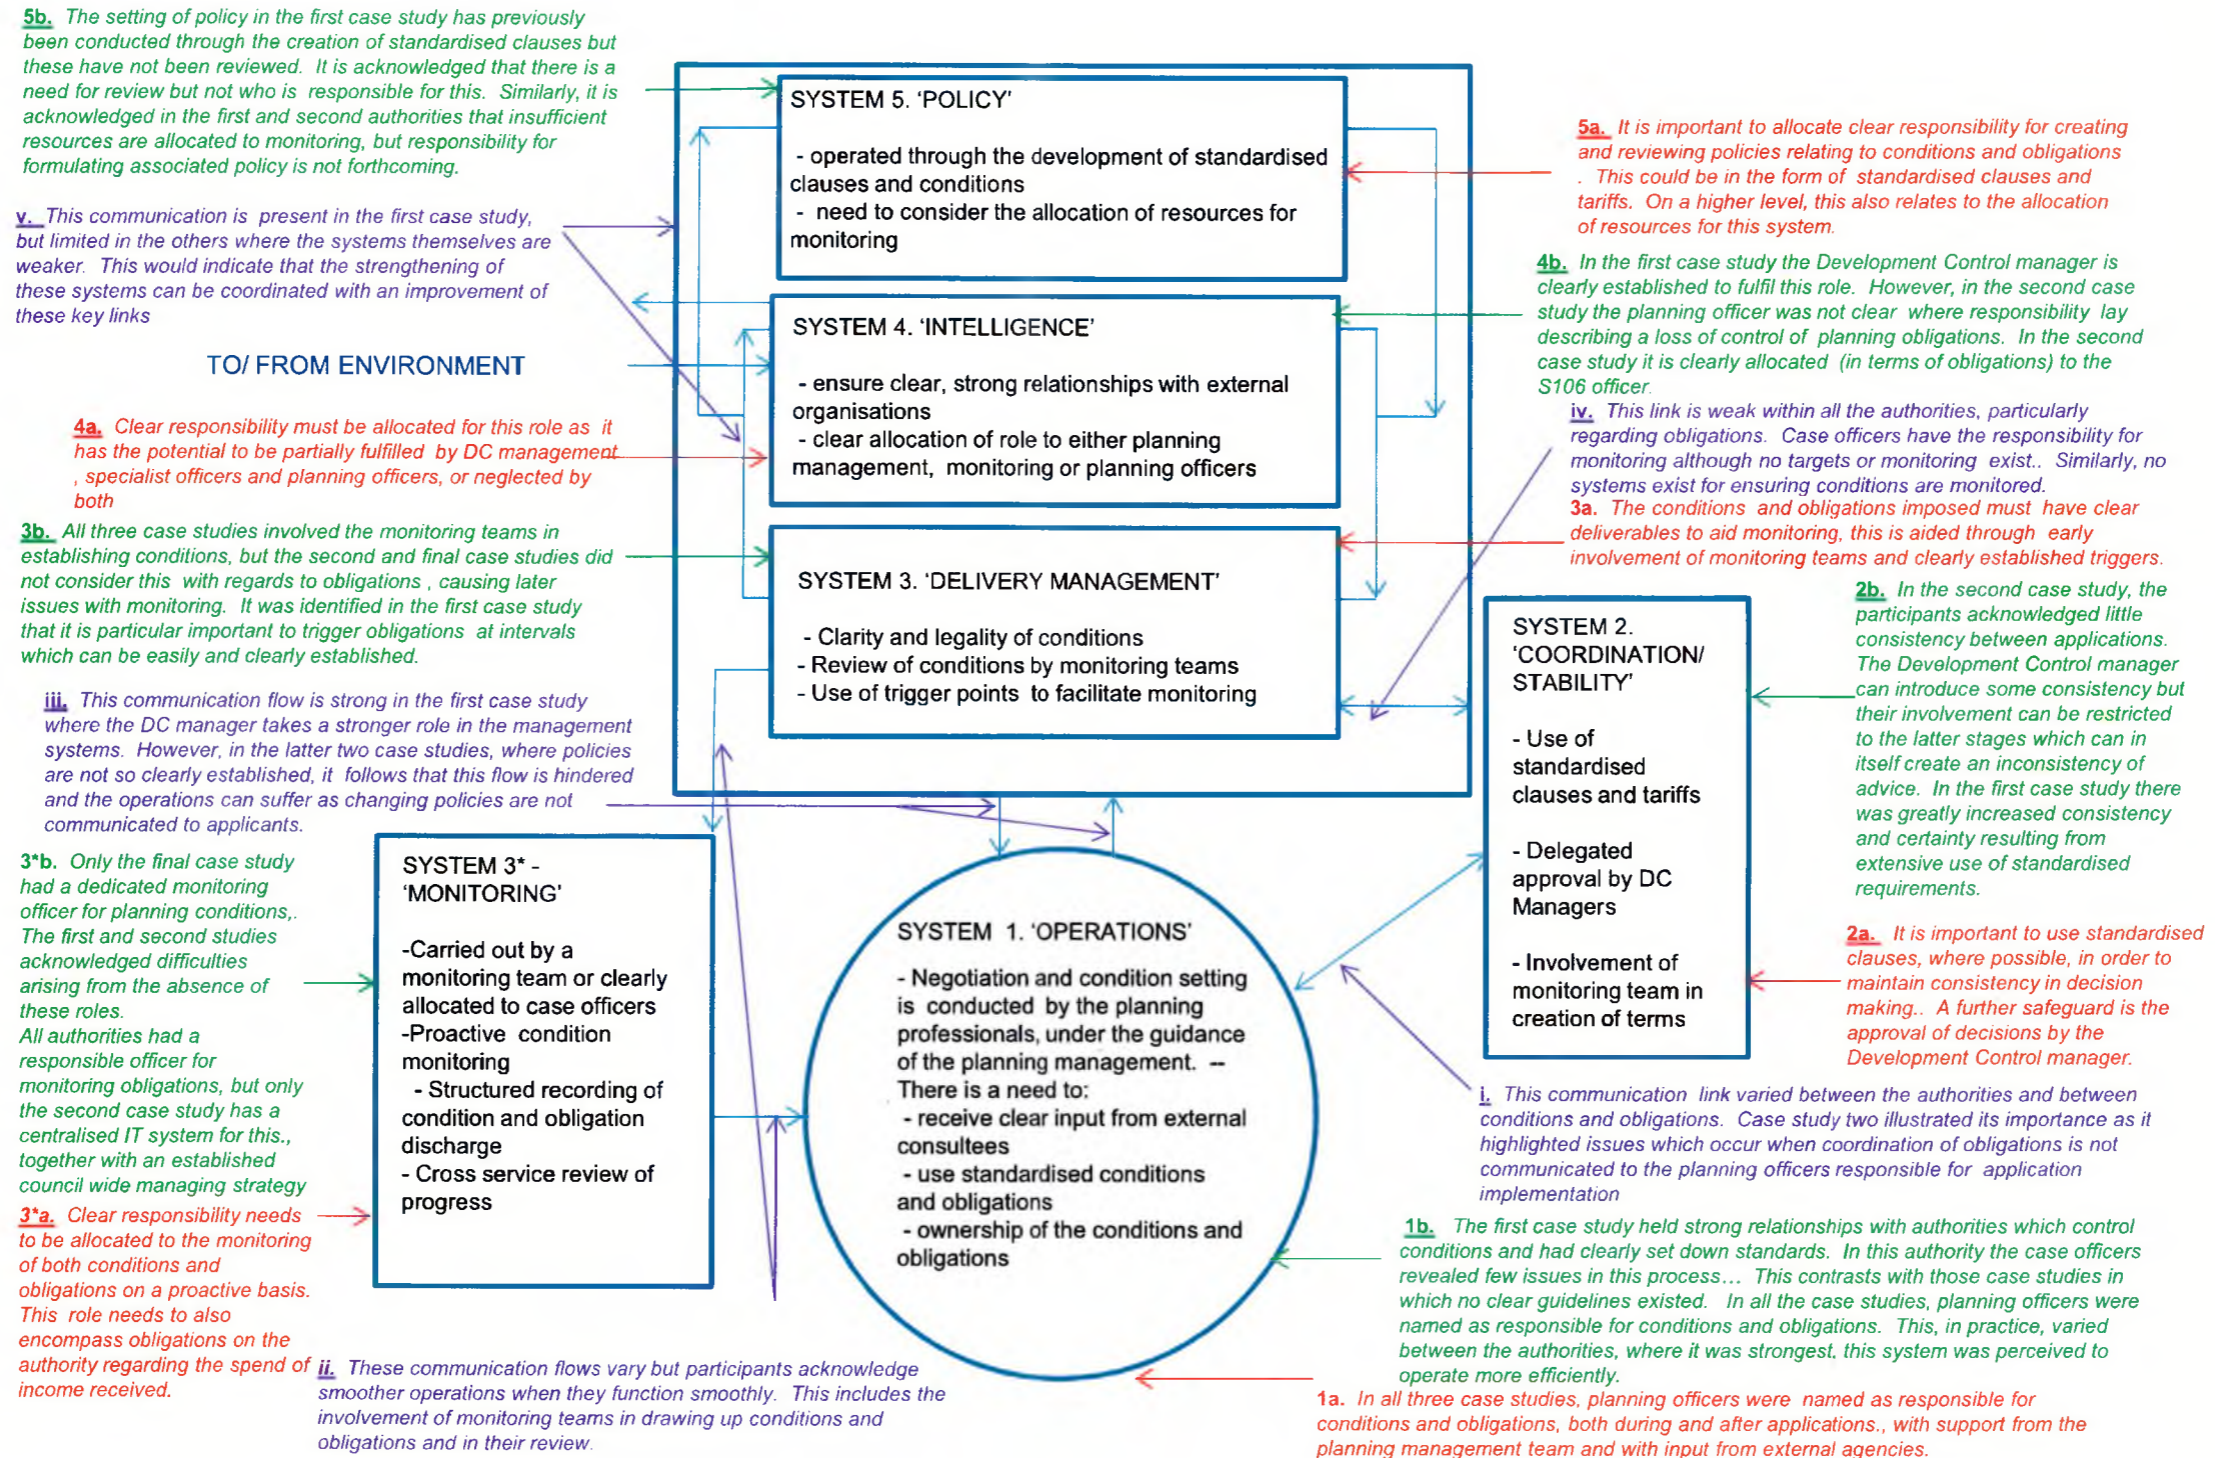 5b. The setting of policy in the first case study has previously
been conducted through the creation of standardised clauses but
these have not been reviewed. It is acknowledged that there is a
need for review but not who is responsible for this. Similarly, it is
acknowledged in the first and second authorities that insufficient
resources are allocated to monitoring, but responsibility for
formulating associated policy is not forthcoming.
v. This communication is present in the first case study,
but limited in the others where the systems themselves are
weaker. This would indicate that the strengthening of
these systems can be coordinated with an improvement of
these key links
TO/ FROM ENVIRONMENT
4a. Clear responsibility must be allocated for this role as it
has the potential to be partially fulfilled by DC management
, specialist officers and planning officers, or neglected by
both
3b. All three case studies involved the monitoring teams in
establishing conditions, but the second and final case studies did
not consider this with regards to obligations , causing later
issues with monitoring. It was identified in the first case study
that it is particular important to trigger obligations at intervals
which can be easily and clearly established.
iii. This communication flow is strong in the first case study
where the DC manager takes a stronger role in the management
systems. However, in the latter two case studies, where policies
are not so clearly established, it follows that this flow is hindered
and the operations can suffer as changing policies are not
communicated to applicants.
3*b. Only the final case study
had a dedicated monitoring
officer for planning conditions,.
The first and second studies
acknowledged difficulties
arising from the absence of
these roles.
All authorities had a
responsible officer for
monitoring obligations, but only
the second case study has a
centralised IT system for this.,
together with an established
council wide managing strategy
3*a. Clear responsibility needs
to be allocated to the monitoring
of both conditions and
obligations on a proactive basis.
This role needs to also
encompass obligations on the
authority regarding the spend of
income received.
SYSTEM 5. ‘POLICY’
- operated through the development of standardised
clauses and conditions
- need to consider the allocation of resources for
monitoring
SYSTEM 4. ‘INTELLIGENCE’
- ensure clear, strong relationships with external
organisations
- clear allocation of role to either planning
management, monitoring or planning officers
SYSTEM 3. ‘DELIVERY MANAGEMENT’
- Clarity and legality of conditions
- Review of conditions by monitoring teams
- Use of trigger points to facilitate monitoring
SYSTEM 3* -
‘MONITORING’
-Carried out by a
monitoring team or clearly
allocated to case officers
-Proactive condition
monitoring
- Structured recording of
condition and obligation
discharge
- Cross service review of
progress
SYSTEM 1. ‘OPERATIONS’
- Negotiation and condition setting
is conducted by the planning
professionals, under the guidance
of the planning management. --
There is a need to:
- receive clear input from external
consultees
- use standardised conditions
and obligations
- ownership of the conditions and
obligations
ii. These communication flows vary but participants acknowledge
smoother operations when they function smoothly. This includes the
involvement of monitoring teams in drawing up conditions and
obligations and in their review.
SYSTEM 2.
‘COORDINATION/
STABILITY’
- Use of
standardised
clauses and tariffs
- Delegated
approval by DC
Managers
- Involvement of
monitoring team in
creation of terms
5a. It is important to allocate clear responsibility for creating
and reviewing policies relating to conditions and obligations
. This could be in the form of standardised clauses and
tariffs. On a higher level, this also relates to the allocation
of resources for this system.
4b. In the first case study the Development Control manager is
clearly established to fulfil this role. However, in the second case
study the planning officer was not clear where responsibility lay
describing a loss of control of planning obligations. In the second
case study it is clearly allocated (in terms of obligations) to the
S106 officer.
iv. This link is weak within all the authorities, particularly
regarding obligations. Case officers have the responsibility for
monitoring although no targets or monitoring exist.. Similarly, no
systems exist for ensuring conditions are monitored.
3a. The conditions and obligations imposed must have clear
deliverables to aid monitoring, this is aided through early
involvement of monitoring teams and clearly established triggers.
2b. In the second case study, the
participants acknowledged little
consistency between applications.
The Development Control manager
can introduce some consistency but
their involvement can be restricted
to the latter stages which can in
itself create an inconsistency of
advice. In the first case study there
was greatly increased consistency
and certainty resulting from
extensive use of standardised
requirements.
2a. It is important to use standardised
clauses, where possible, in order to
maintain consistency in decision
making.. A further safeguard is the
approval of decisions by the
Development Control manager.
i. This communication link varied between the authorities and between
conditions and obligations. Case study two illustrated its importance as it
highlighted issues which occur when coordination of obligations is not
communicated to the planning officers responsible for application
implementation
1b. The first case study held strong relationships with authorities which control
conditions and had clearly set down standards. In this authority the case officers
revealed few issues in this process… This contrasts with those case studies in
which no clear guidelines existed. In all the case studies, planning officers were
named as responsible for conditions and obligations. This, in practice, varied
between the authorities, where it was strongest, this system was perceived to
operate more efficiently.
1a. In all three case studies, planning officers were named as responsible for
conditions and obligations, both during and after applications., with support from the
planning management team and with input from external agencies.